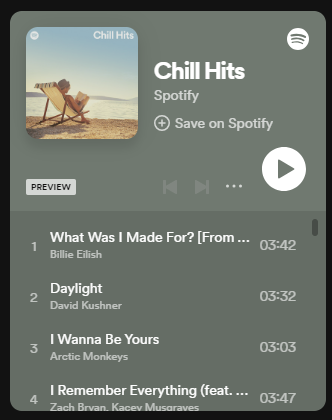 Chill Hits
Chill Hits
Spotify
Save on Spotify
PREVIEW
1 What Was I Made For? [From ... 03:42
Billie Eilish
2 Daylight 03:32
David Kushner
3 I Wanna Be Yours 03:03
Arctic Monkeys
4 I Remember Everything (feat. ... 03:47
Zach Bryan, Kacey Musgraves